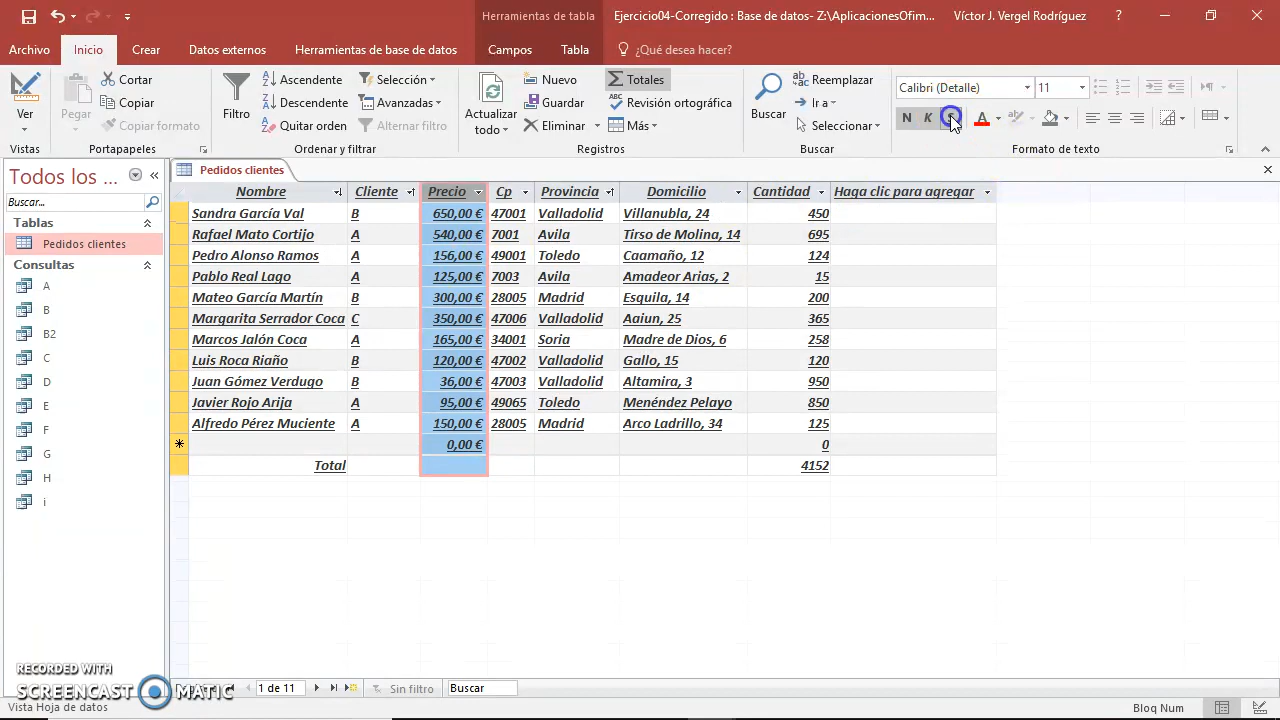 Herramientas de tabla
Ejercicio04-Corregido : Base de datos- Z:\AplicacionesOfim...
Víctor J. Vergel Rodríguez
?
Archivo Inicio Crear Datos externos Herramientas de base de datos Campos Tabla ¿Qué desea hacer?
Ver
Vistas
Pegar
Cortar
Copiar
Copiar formato
Portapapeles
Filtro
Ascendente
Descendente
Quitar orden
Selección
Avanzadas
Alternar filtro
Ordenar y filtrar
Actualizar
todo
Nuevo
Guardar
Eliminar
Totales
Revisión ortográfica
Más
Registros
Buscar
Reemplazar
Ir a
Seleccionar
Buscar
Calibri (Detalle) 11
N K
Formato de texto
Todos los ...
Buscar...
Tablas
Pedidos clientes
Consultas
A
B
B2
C
D
E
F
G
H
i
Pedidos clientes
Nombre Cliente Precio Cp Provincia Domicilio Cantidad Haga clic para agregar
Sandra García Val B 650,00 € 47001 Valladolid Villanubla, 24 450
Rafael Mato Cortijo A 540,00 € 7001 Avila Tirso de Molina, 14 695
Pedro Alonso Ramos A 156,00 € 49001 Toledo Caamaño, 12 124
Pablo Real Lago A 125,00 € 7003 Avila Amadeor Arias, 2 15
Mateo García Martín B 300,00 € 28005 Madrid Esquila, 14 200
Margarita Serrador Coca C 350,00 € 47006 Valladolid Aaiun, 25 365
Marcos Jalón Coca A 165,00 € 34001 Soria Madre de Dios, 6 258
Luis Roca Riaño B 120,00 € 47002 Valladolid Gallo, 15 120
Juan Gómez Verdugo B 36,00 € 47003 Valladolid Altamira, 3 950
Javier Rojo Arija A 95,00 € 49065 Toledo Menéndez Pelayo 850
Alfredo Pérez Muciente A 150,00 € 28005 Madrid Arco Ladrillo, 34 125
0,00 € 0
Total 4152
RECORDED WITH
SCREENCAST MATIC
1 de 11 Sin filtro Buscar
Vista Hoja de datos
Bloq Num